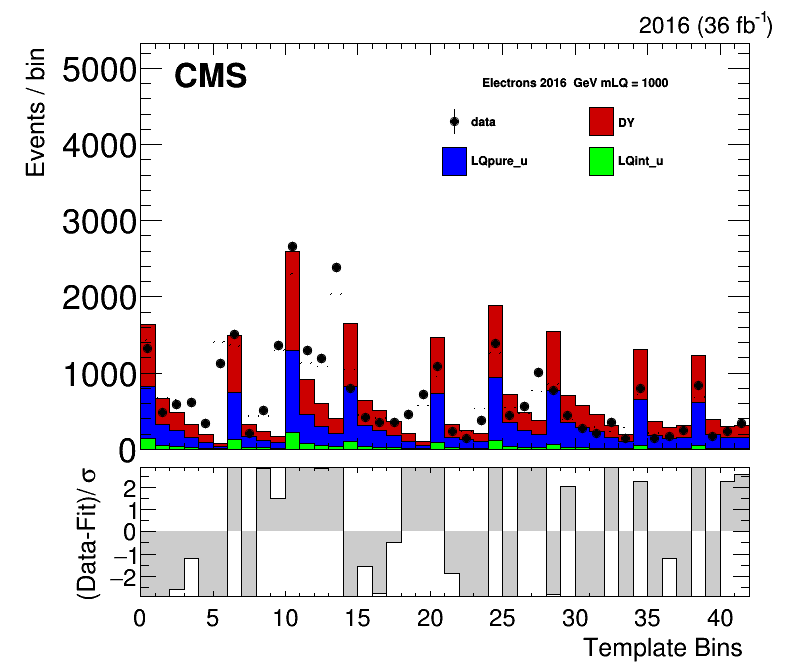 2016 (36 fb-1)
Events / bin
CMS
Electrons 2016 GeV mLQ = 1000
data
DY
LQpure_u
LQint_u
5000
4000
3000
2000
1000
0
(Data-Fit)/ σ
2
1
0
−1
−2
0 5 10 15 20 25 30 35 40
Template Bins